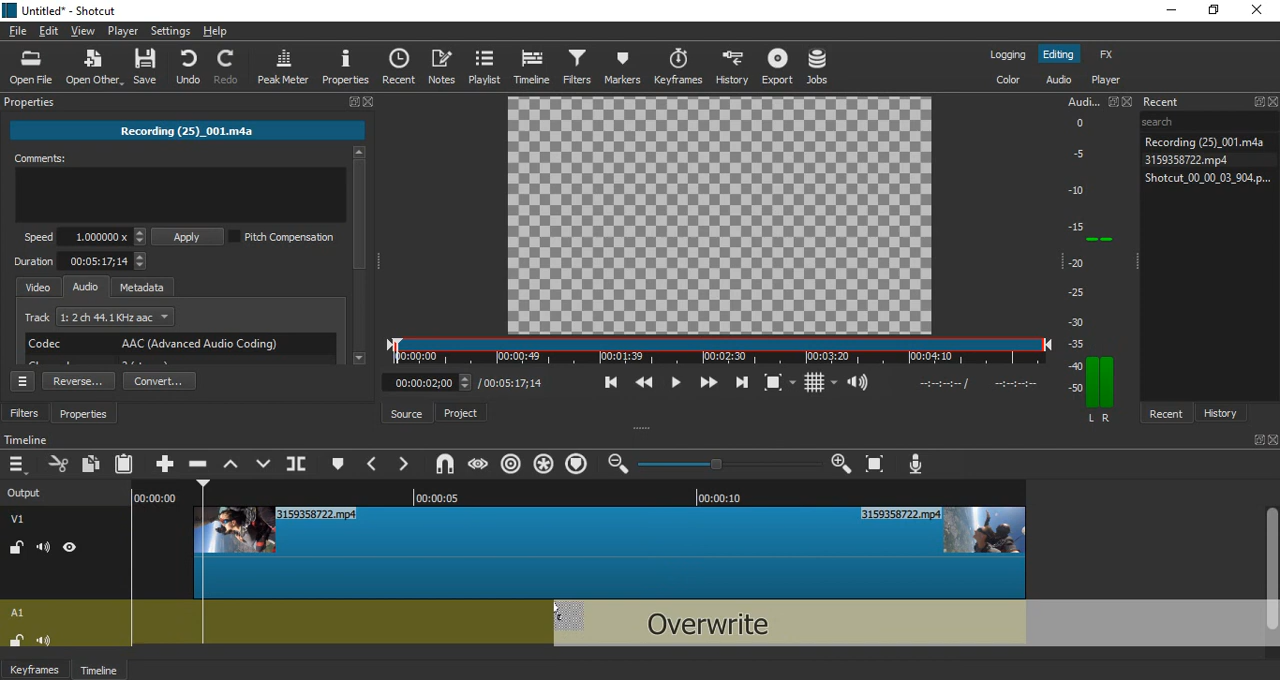 Untitled* - Shotcut
File Edit View Player Settings Help
Open File Open Other.. Save Undo Redo Peak Meter Properties Recent Notes Playlist Timeline Filters Markers Keyframes History Export Jobs
Logging Editing FX
Color Audio Player
Properties
Recording (25)_001.m4a
Comments:
Speed 1.000000 x Apply Pitch Compensation
Duration 00:05:17;14
Video Audio Metadata
Track 1: 2 ch 44.1 KHz aac
Codec AAC (Advanced Audio Coding)
Reverse... Convert...
Filters Properties
00:00:00 00:00:49 00:01:39 00:02:30 00:03:20 00:04:10
00:00:02;00 / 00:05:17;14 --:--:--:-- / --:--:--:--
Source Project
Audi...
0
-5
-10
-15
-20
-25
-30
-35
-40
-50
L R
Recent
search
Recording (25)_001.m4a
3159358722.mp4
Shotcut_00_00_03_904.p...
Recent History
Timeline
Output 00:00:00 00:00:05 00:00:10
V1 3159358722.mp4 3159358722.mp4
A1
Overwrite
Keyframes Timeline